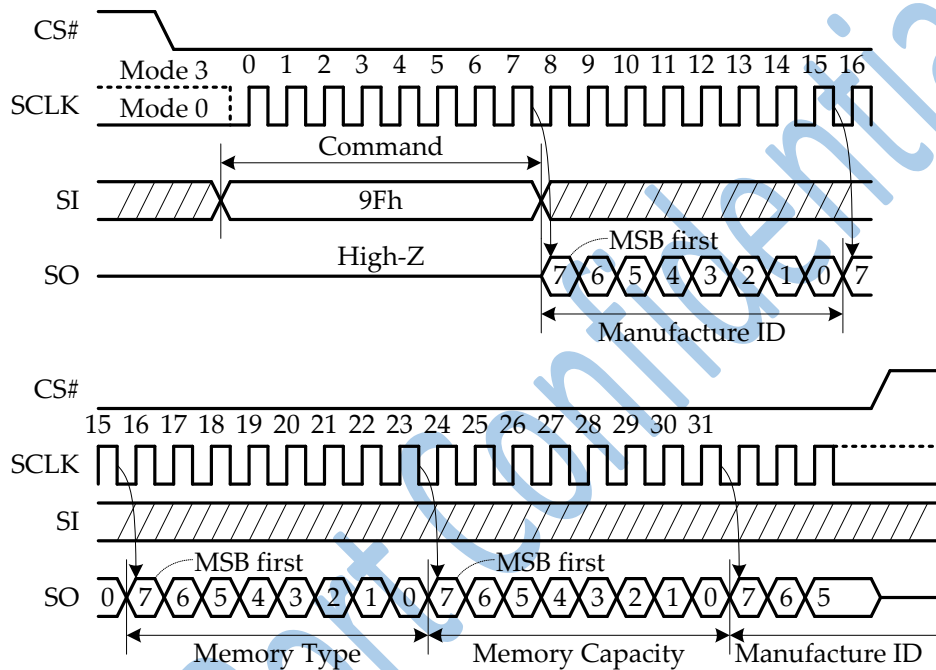 CS#
0 1 2 3 4 5 6 7 8 9 10 11 12 13 14 15 16
Mode 3
SCLK Mode 0
Command
SI 9Fh
High-Z MSB first
SO 7 6 5 4 3 2 1 0 7
Manufacture ID
CS#
15 16 17 18 19 20 21 22 23 24 25 26 27 28 29 30 31
SCLK
SI
MSB first MSB first
SO 0 7 6 5 4 3 2 1 0 7 6 5 4 3 2 1 0 7 6 5
Memory Type Memory Capacity Manufacture ID
ort Confidentia